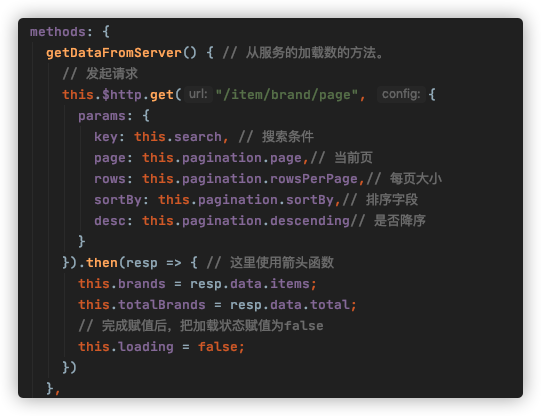 methods: {
getDataFromServer() { // 从服务的加载数的方法。
// 发起请求
this.$http.get( url: "/item/brand/page", config: {
params: {
key: this.search, // 搜索条件
page: this.pagination.page,// 当前页
rows: this.pagination.rowsPerPage,// 每页大小
sortBy: this.pagination.sortBy,// 排序字段
desc: this.pagination.descending// 是否降序
}
}).then(resp => { // 这里使用箭头函数
this.brands = resp.data.items;
this.totalBrands = resp.data.total;
// 完成赋值后，把加载状态赋值为false
this.loading = false;
})
},